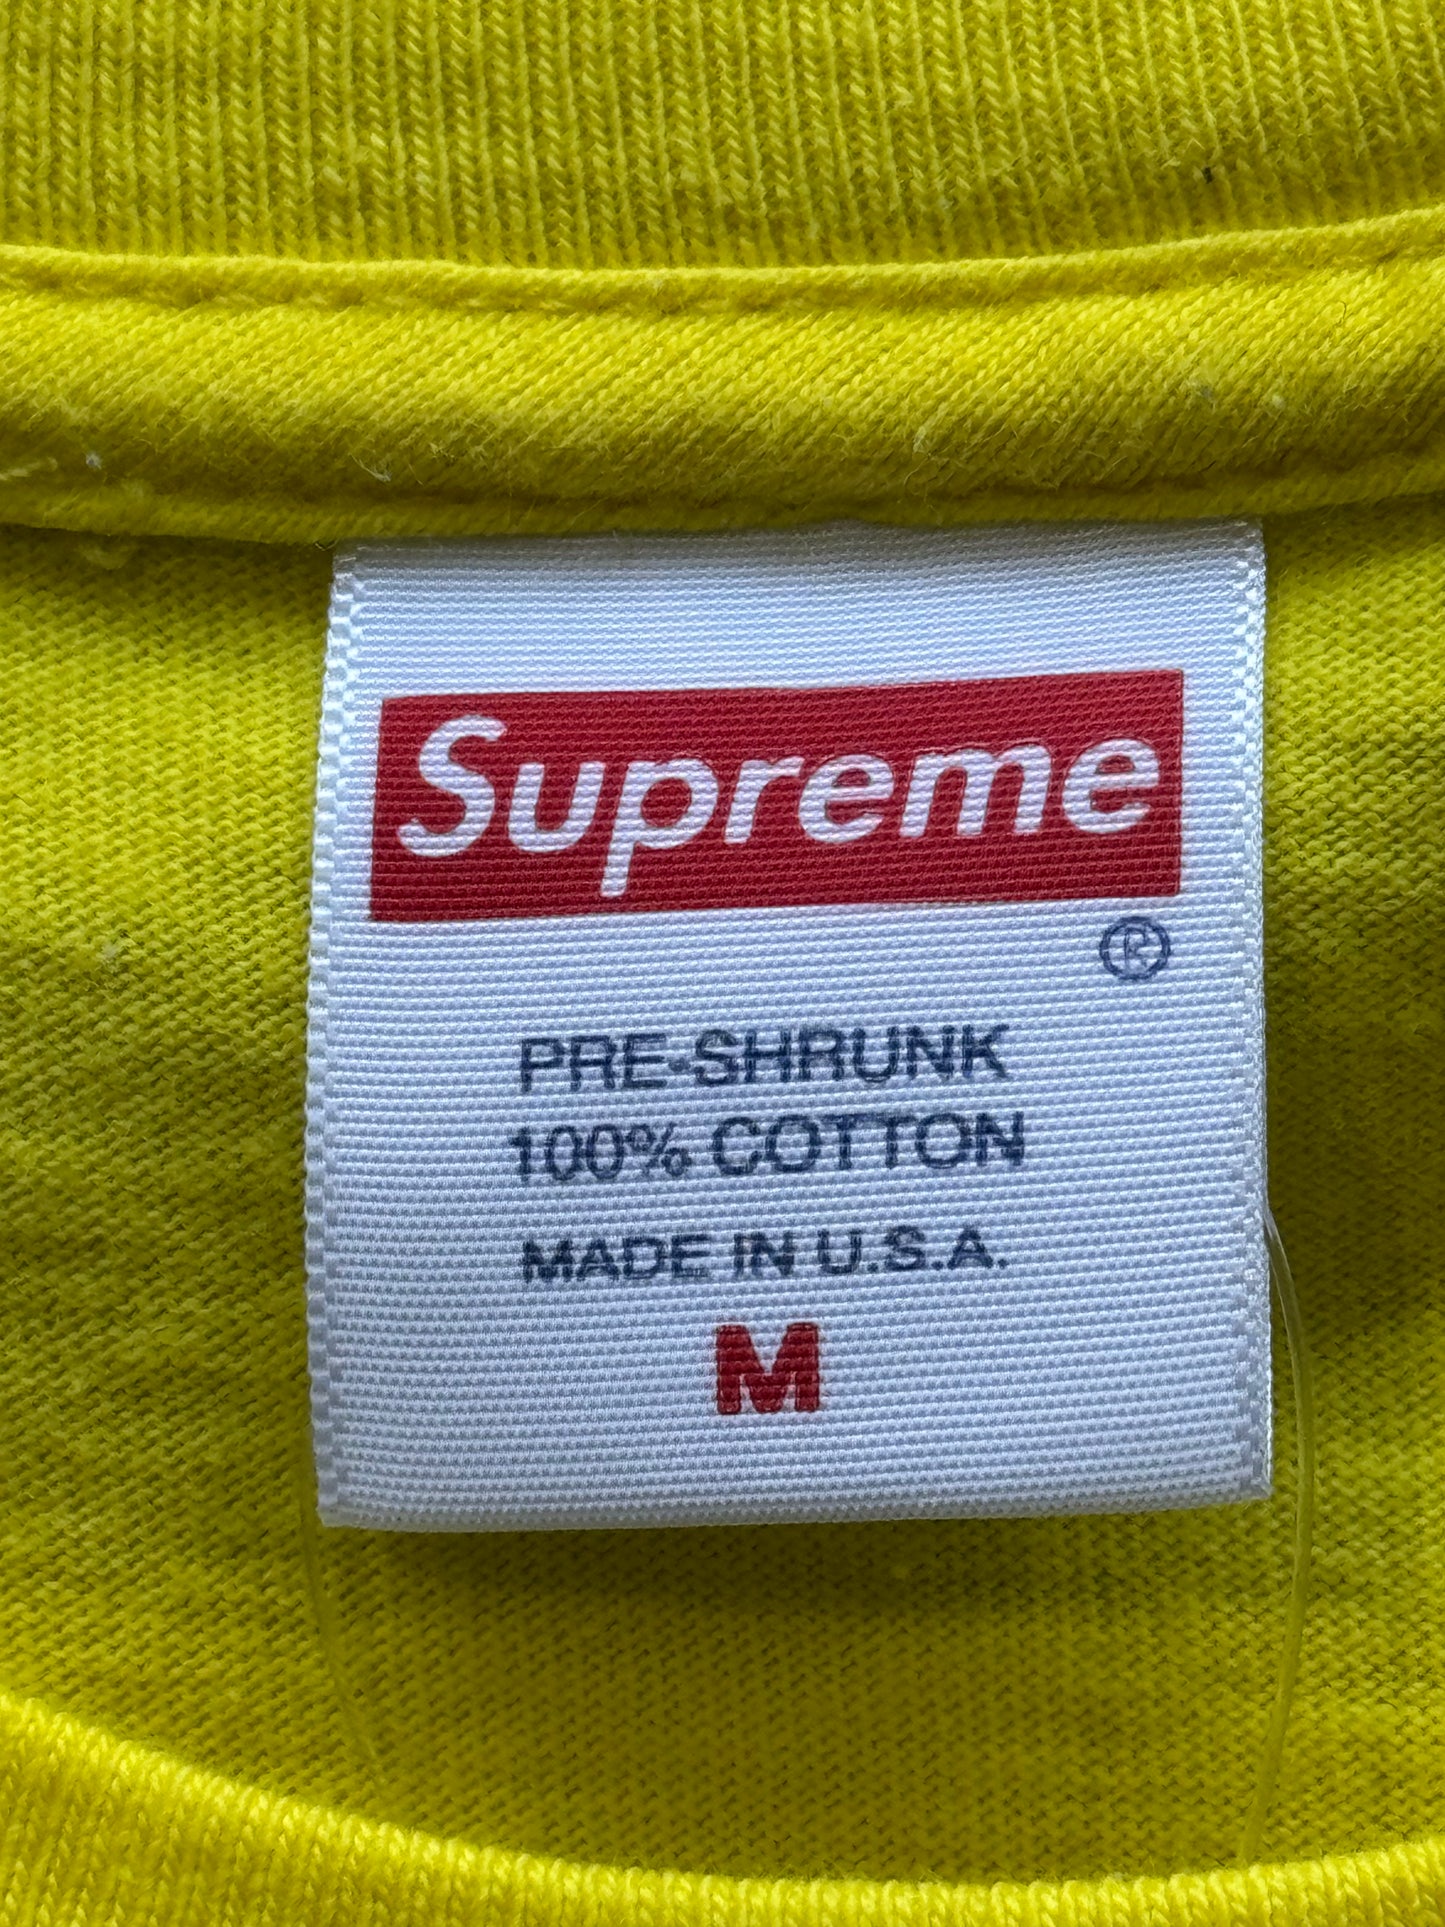 Supreme
®
PRE-SHRUNK
100% COTTON
MADE IN U.S.A.
M